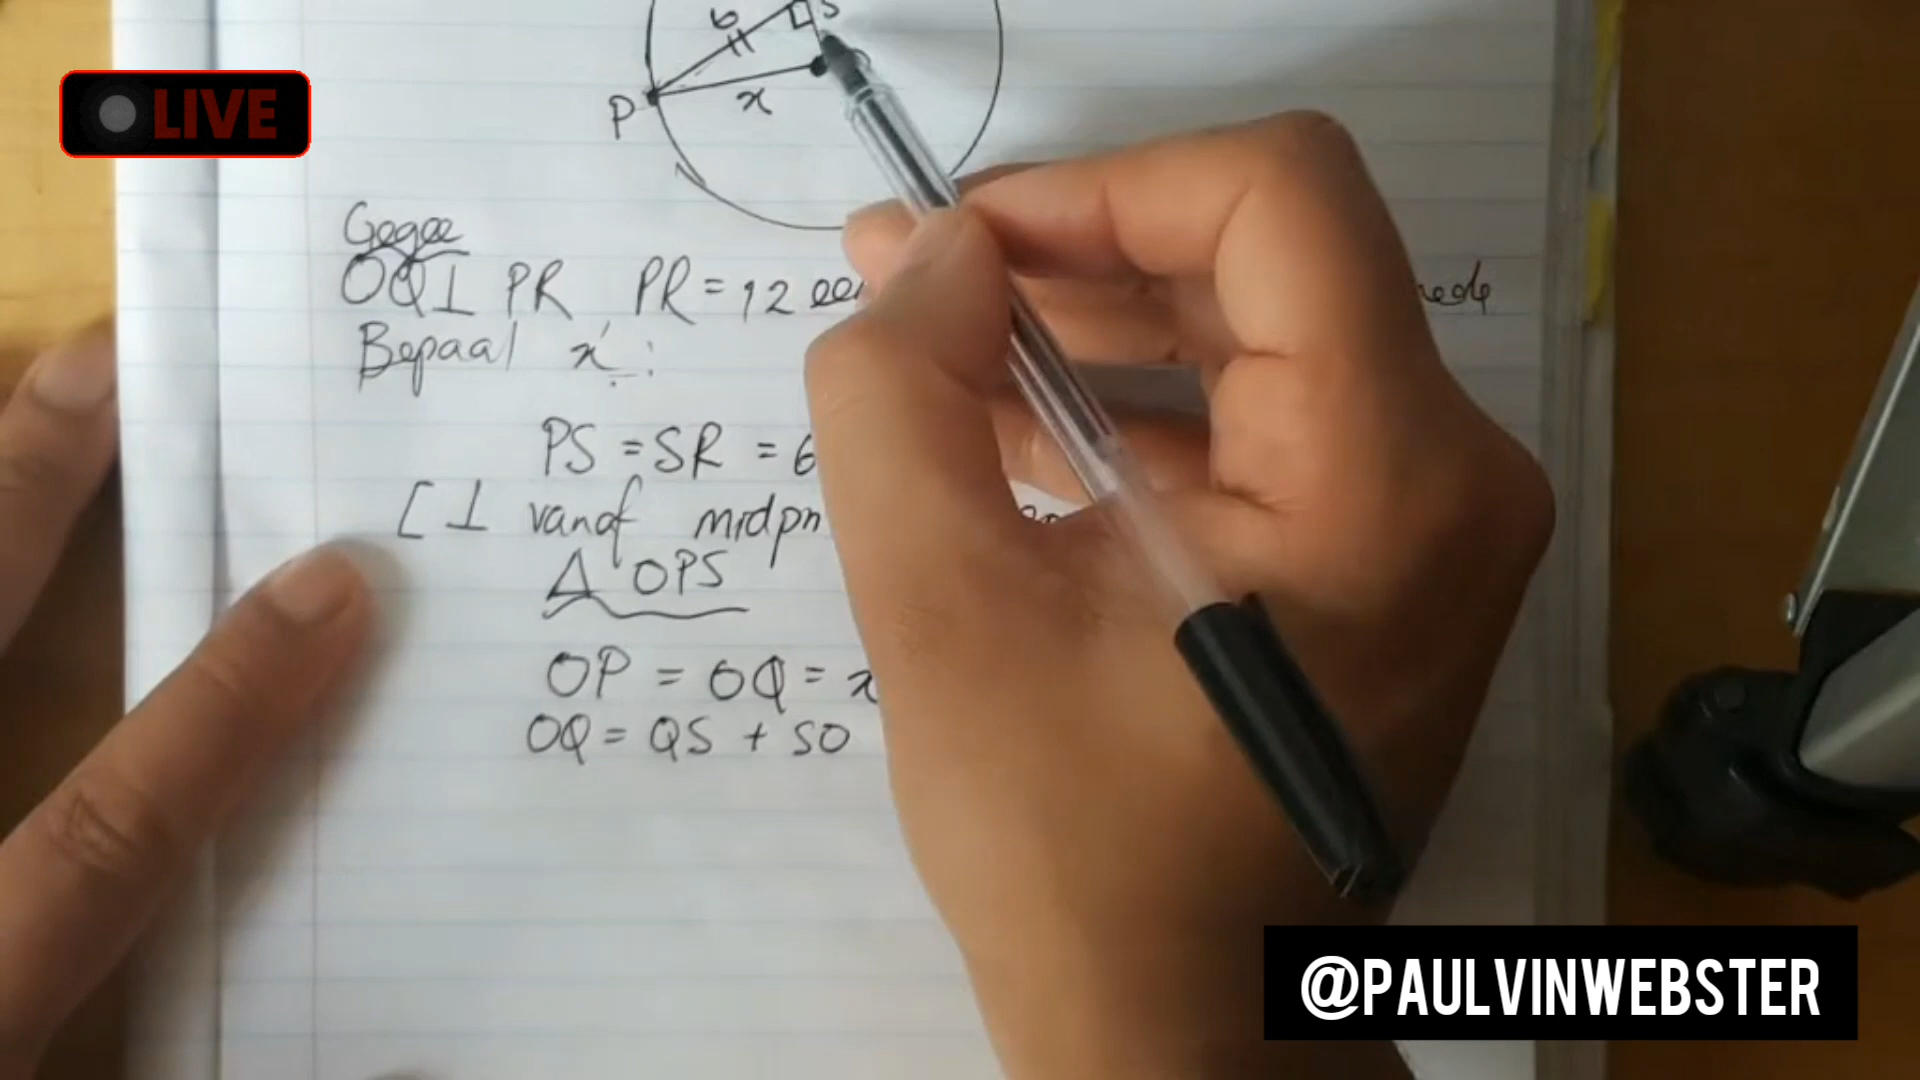 LIVE
6 S
P x
Gegee
OQ ⊥ PR, PR = 12
Bepaal x :
PS = SR = 6
[ ⊥ vanaf
Δ OPS
OP = OQ = x
OQ = QS + SO
@PAULVINWEBSTER